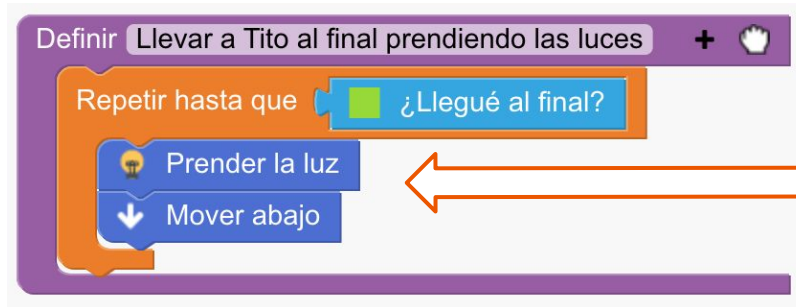 Definir Llevar a Tito al final prendiendo las luces +
Repetir hasta que ¿Llegué al final?
Prender la luz
Mover abajo